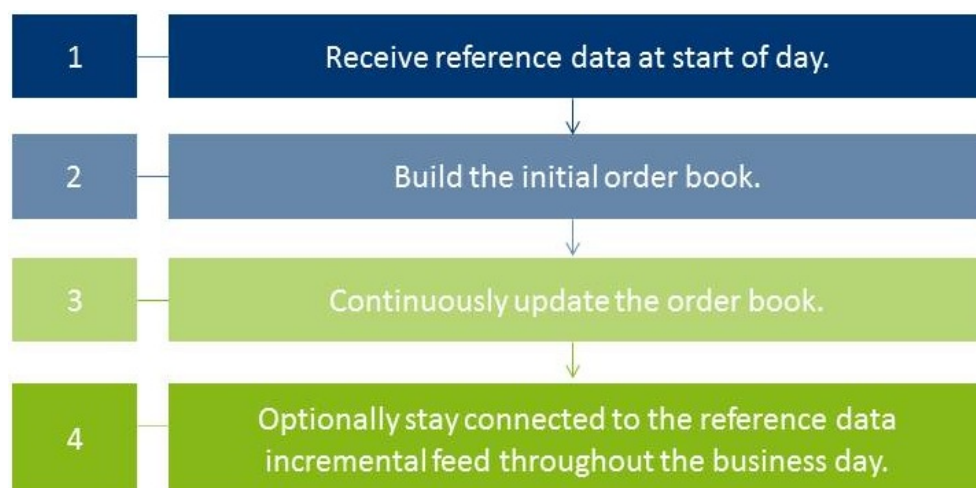 1
Receive reference data at start of day.
2
Build the initial order book.
3
Continuously update the order book.
4
Optionally stay connected to the reference data
incremental feed throughout the business day.